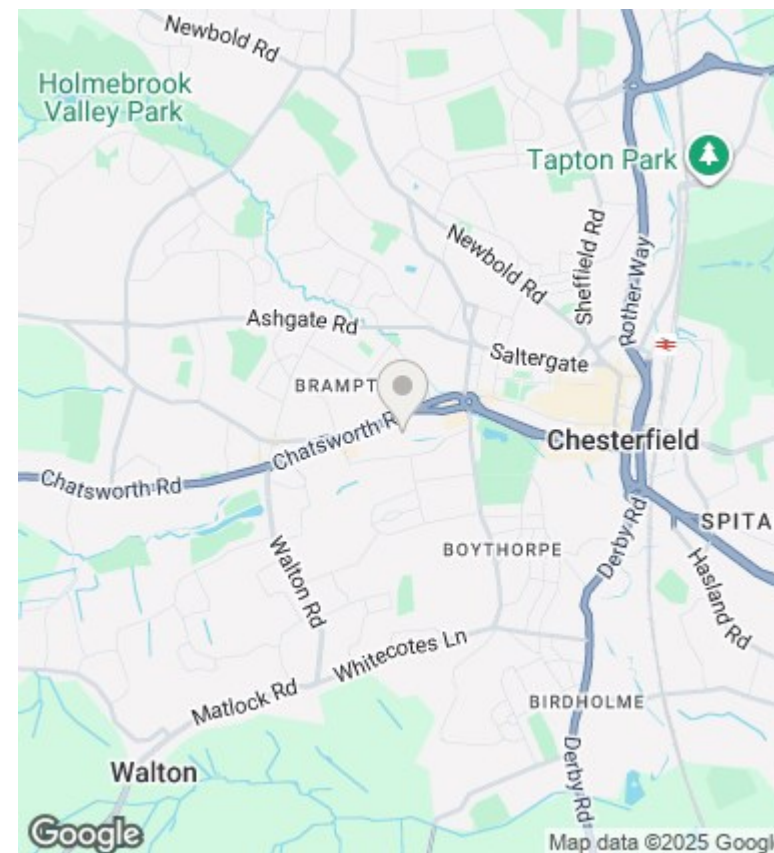 Newbold Rd
Holmebrook
Valley Park
Tapton Park
Sheffield Rd
Newbold Rd
Rother Way
Ashgate Rd
Saltergate
BRAMPT
Chatsworth R
Chesterfield
Chatsworth Rd
SPITA
Derby Rd
BOYTHORPE
Hasland Rd
Walton Rd
Whitecotes Ln
Matlock Rd
BIRDHOLME
Walton
Derby Rd
Google
Map data ©2025 Googl